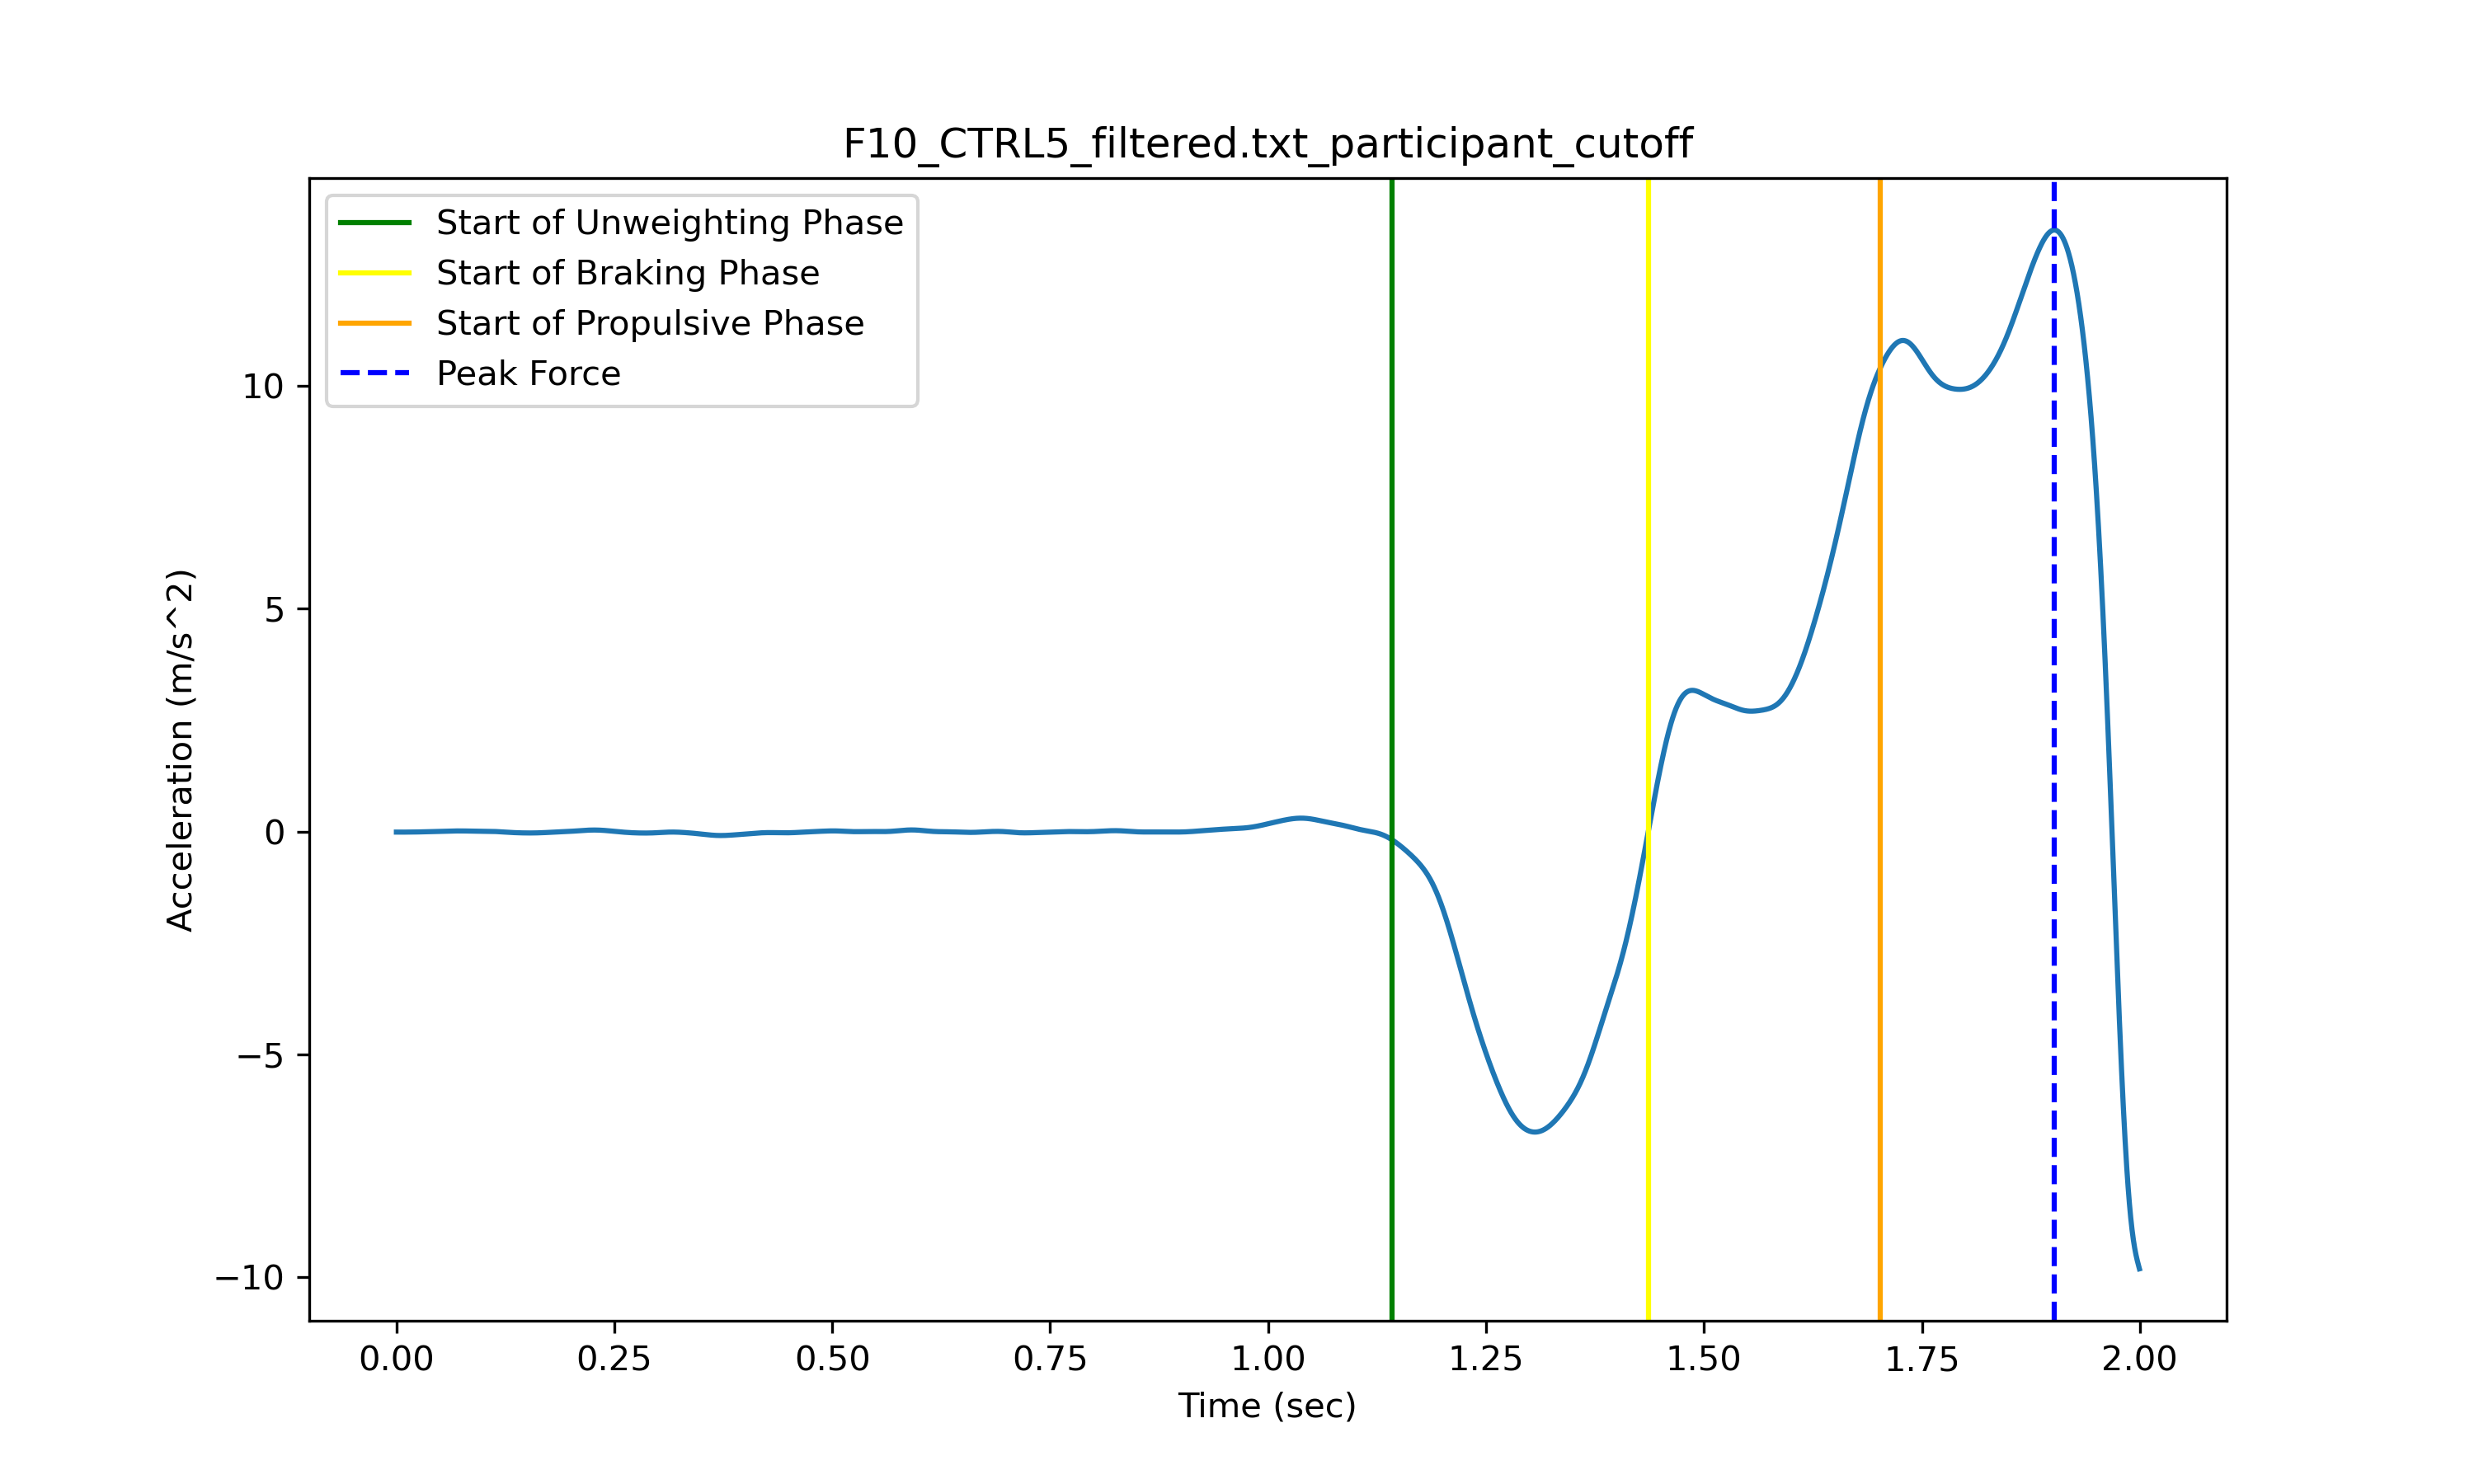 F10_CTRL5_filtered.txt_participant_cutoff
Start of Unweighting Phase
Start of Braking Phase
Start of Propulsive Phase
Peak Force
Acceleration (m/s^2)
10
5
0
−5
−10
0.00 0.25 0.50 0.75 1.00 1.25 1.50 1.75 2.00
Time (sec)